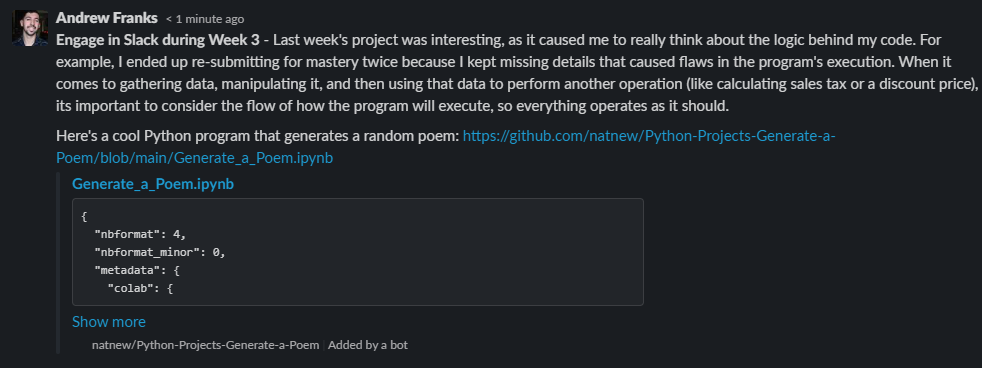 Andrew Franks < 1 minute ago
Engage in Slack during Week 3 - Last week's project was interesting, as it caused me to really think about the logic behind my code. For
example, I ended up re-submitting for mastery twice because I kept missing details that caused flaws in the program's execution. When it
comes to gathering data, manipulating it, and then using that data to perform another operation (like calculating sales tax or a discount price),
its important to consider the flow of how the program will execute, so everything operates as it should.
Here's a cool Python program that generates a random poem: https://github.com/natnew/Python-Projects-Generate-a-
Poem/blob/main/Generate_a_Poem.ipynb
Generate_a_Poem.ipynb
{
"nbformat": 4,
"nbformat_minor": 0,
"metadata": {
"colab": {
Show more
natnew/Python-Projects-Generate-a-Poem | Added by a bot